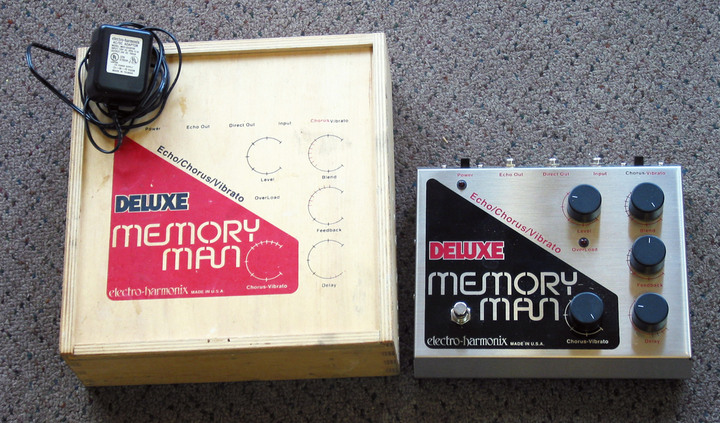 electro-harmonix
Power Echo Out Direct Out Input Chorus Vibrato
Echo/Chorus/Vibrato
Level
Blend
OverLoad
DELUXE
Feedback
MEMORY
MAN
Delay
electro-harmonix MADE IN U.S.A.
Chorus-Vibrato
Power Echo Out Direct Out Input Chorus Vibrato
Echo/Chorus/Vibrato
Level
Blend
OverLoad
DELUXE
Feedback
MEMORY
MAN
Delay
electro-harmonix MADE IN U.S.A.
Chorus-Vibrato